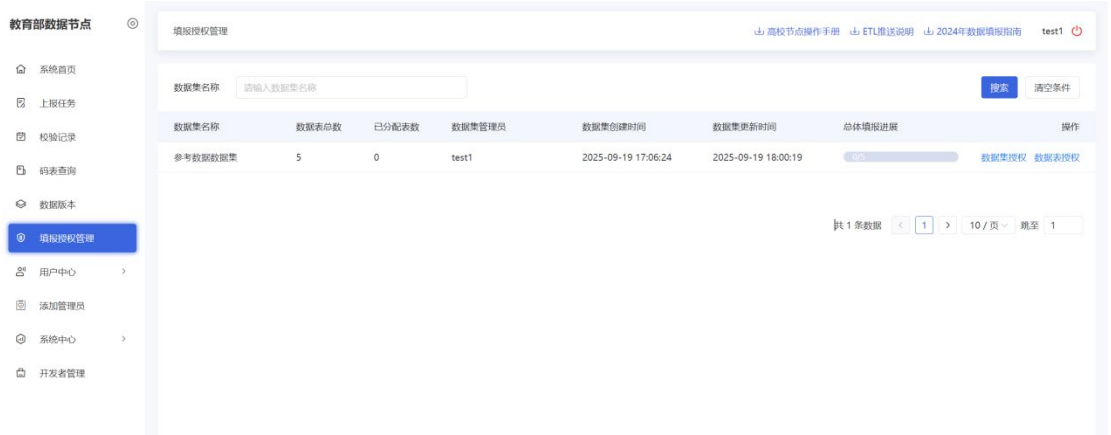 教育部数据节点
填报授权管理
高校节点操作手册 ETL推送说明 2024年数据填报指南 test1
系统首页
上报任务
校验记录
码表查询
数据版本
填报授权管理
用户中心
添加管理员
系统中心
开发者管理
数据集名称 请输入数据集名称 搜索 清空条件
数据集名称 数据表总数 已分配表数 数据集管理员 数据集创建时间 数据集更新时间 总体填报进展 操作
参考数据数据集 5 0 test1 2025-09-19 17:06:24 2025-09-19 18:00:19 0/5 数据集授权 数据表授权
共 1 条数据 < 1 > 10 / 页 跳至 1